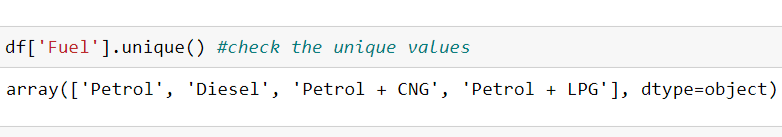 df['Fuel'].unique() #check the unique values
array(['Petrol', 'Diesel', 'Petrol + CNG', 'Petrol + LPG'], dtype=object)